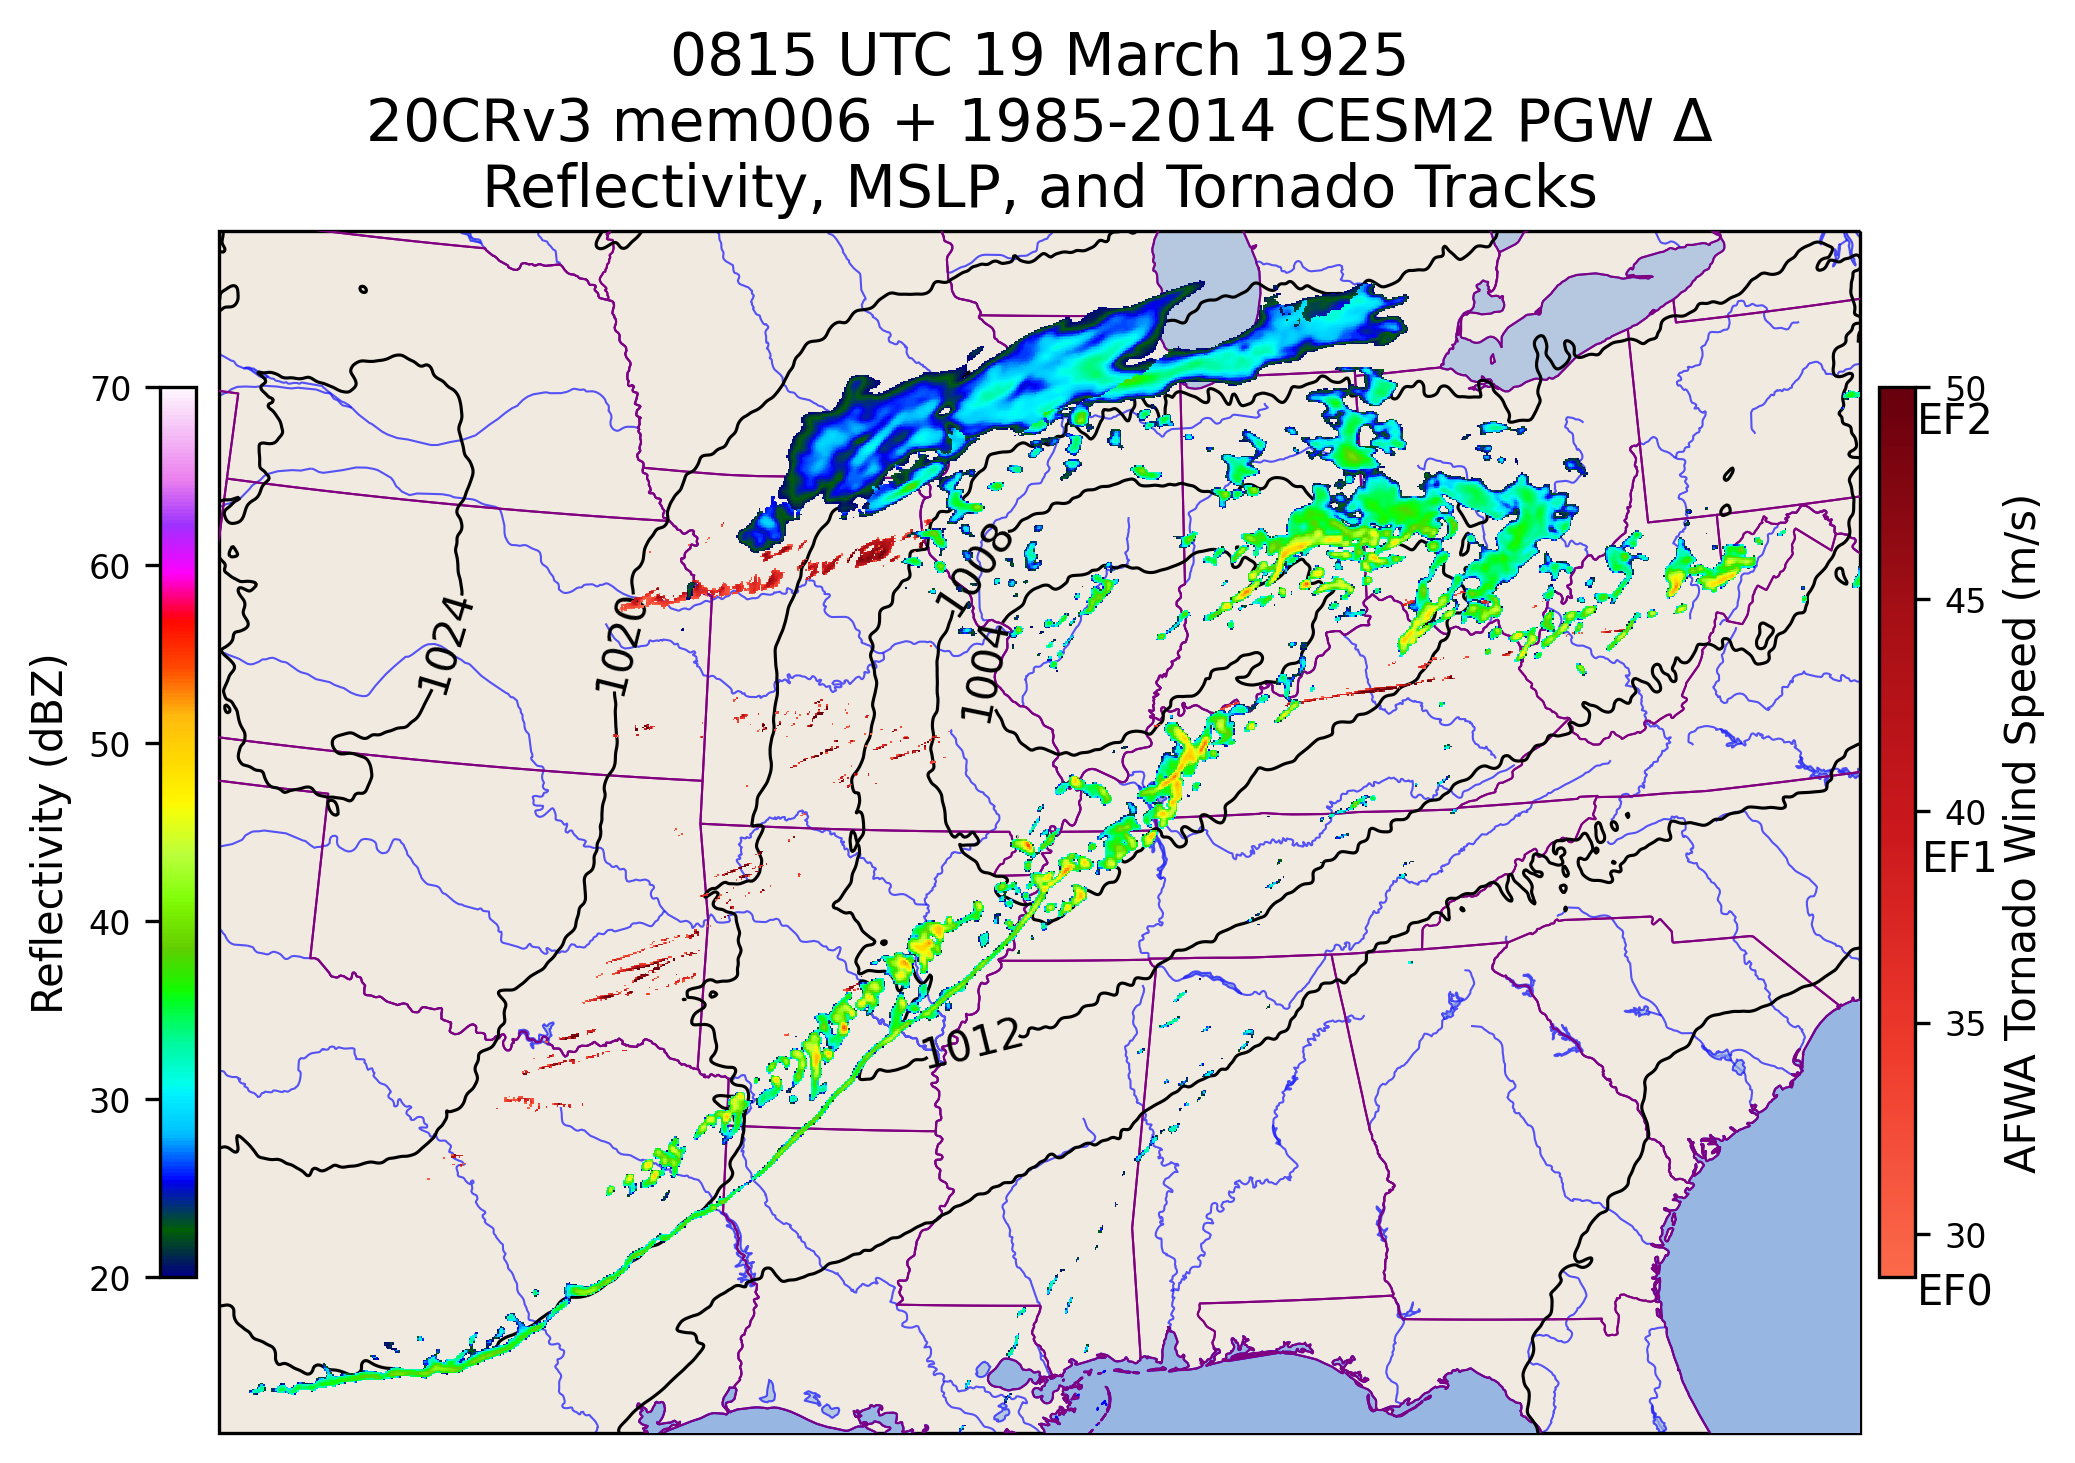 0815 UTC 19 March 1925
20CRv3 mem006 + 1985-2014 CESM2 PGW Δ
Reflectivity, MSLP, and Tornado Tracks
Reflectivity (dBZ)
70
60
50
40
30
20
1024
1020
1008
1004
1012
50
EF2
45
40
EF1
35
30
EF0
AFWA Tornado Wind Speed (m/s)